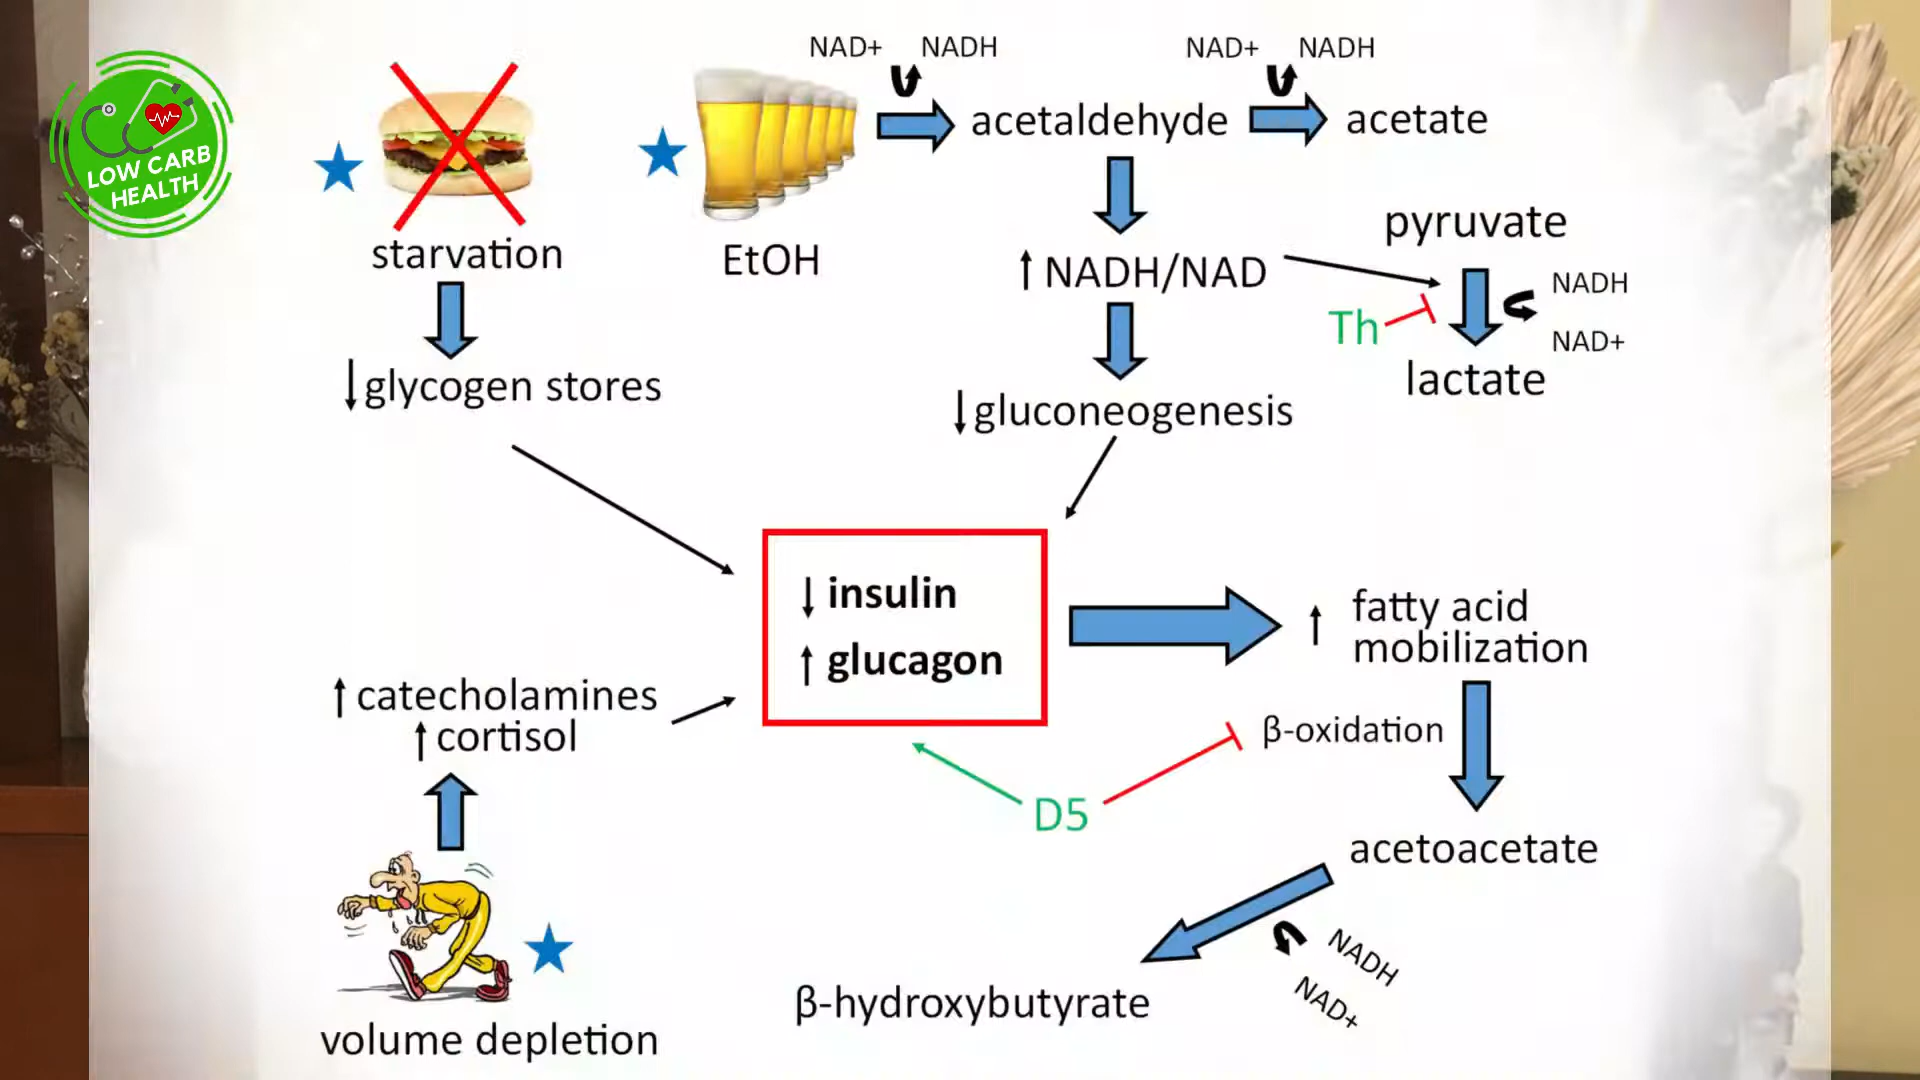 LOW CARB
HEALTH
starvation
↓ glycogen stores
EtOH
NAD+ NADH
acetaldehyde
NAD+ NADH
acetate
↑ NADH/NAD
↓ gluconeogenesis
pyruvate
NADH
Th
NAD+
lactate
↓ insulin
↑ glucagon
↑ catecholamines
↑ cortisol
volume depletion
↑ fatty acid
mobilization
β-oxidation
D5
acetoacetate
NADH
NAD+
β-hydroxybutyrate